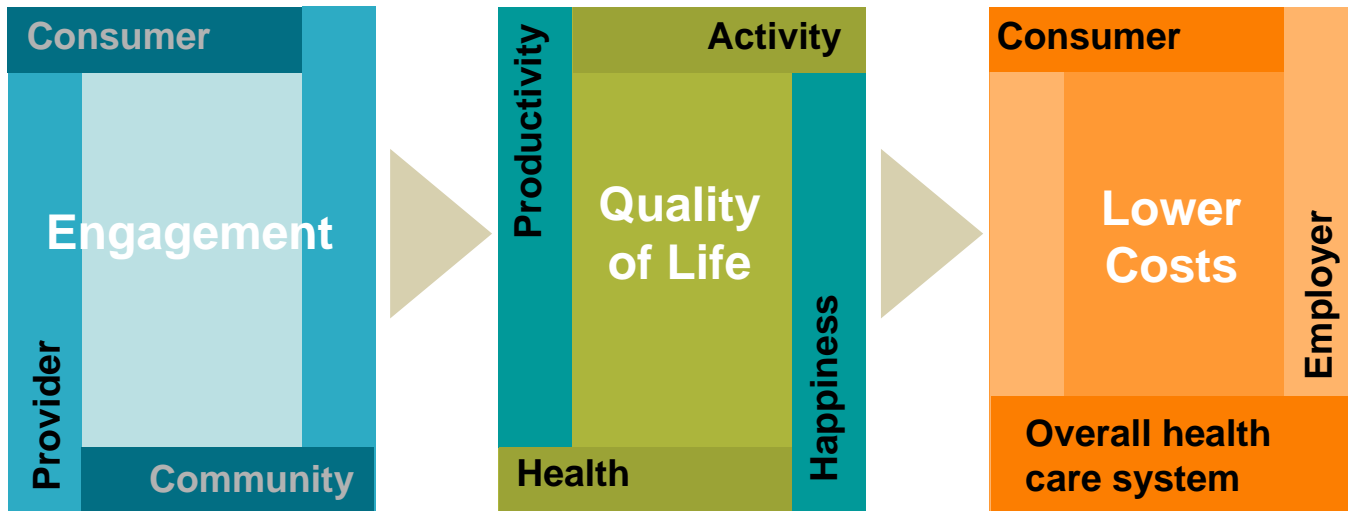 Consumer
Engagement
Provider
Community
Productivity
Activity
Quality
of Life
Happiness
Health
Consumer
Lower
Costs
Employer
Overall health
care system